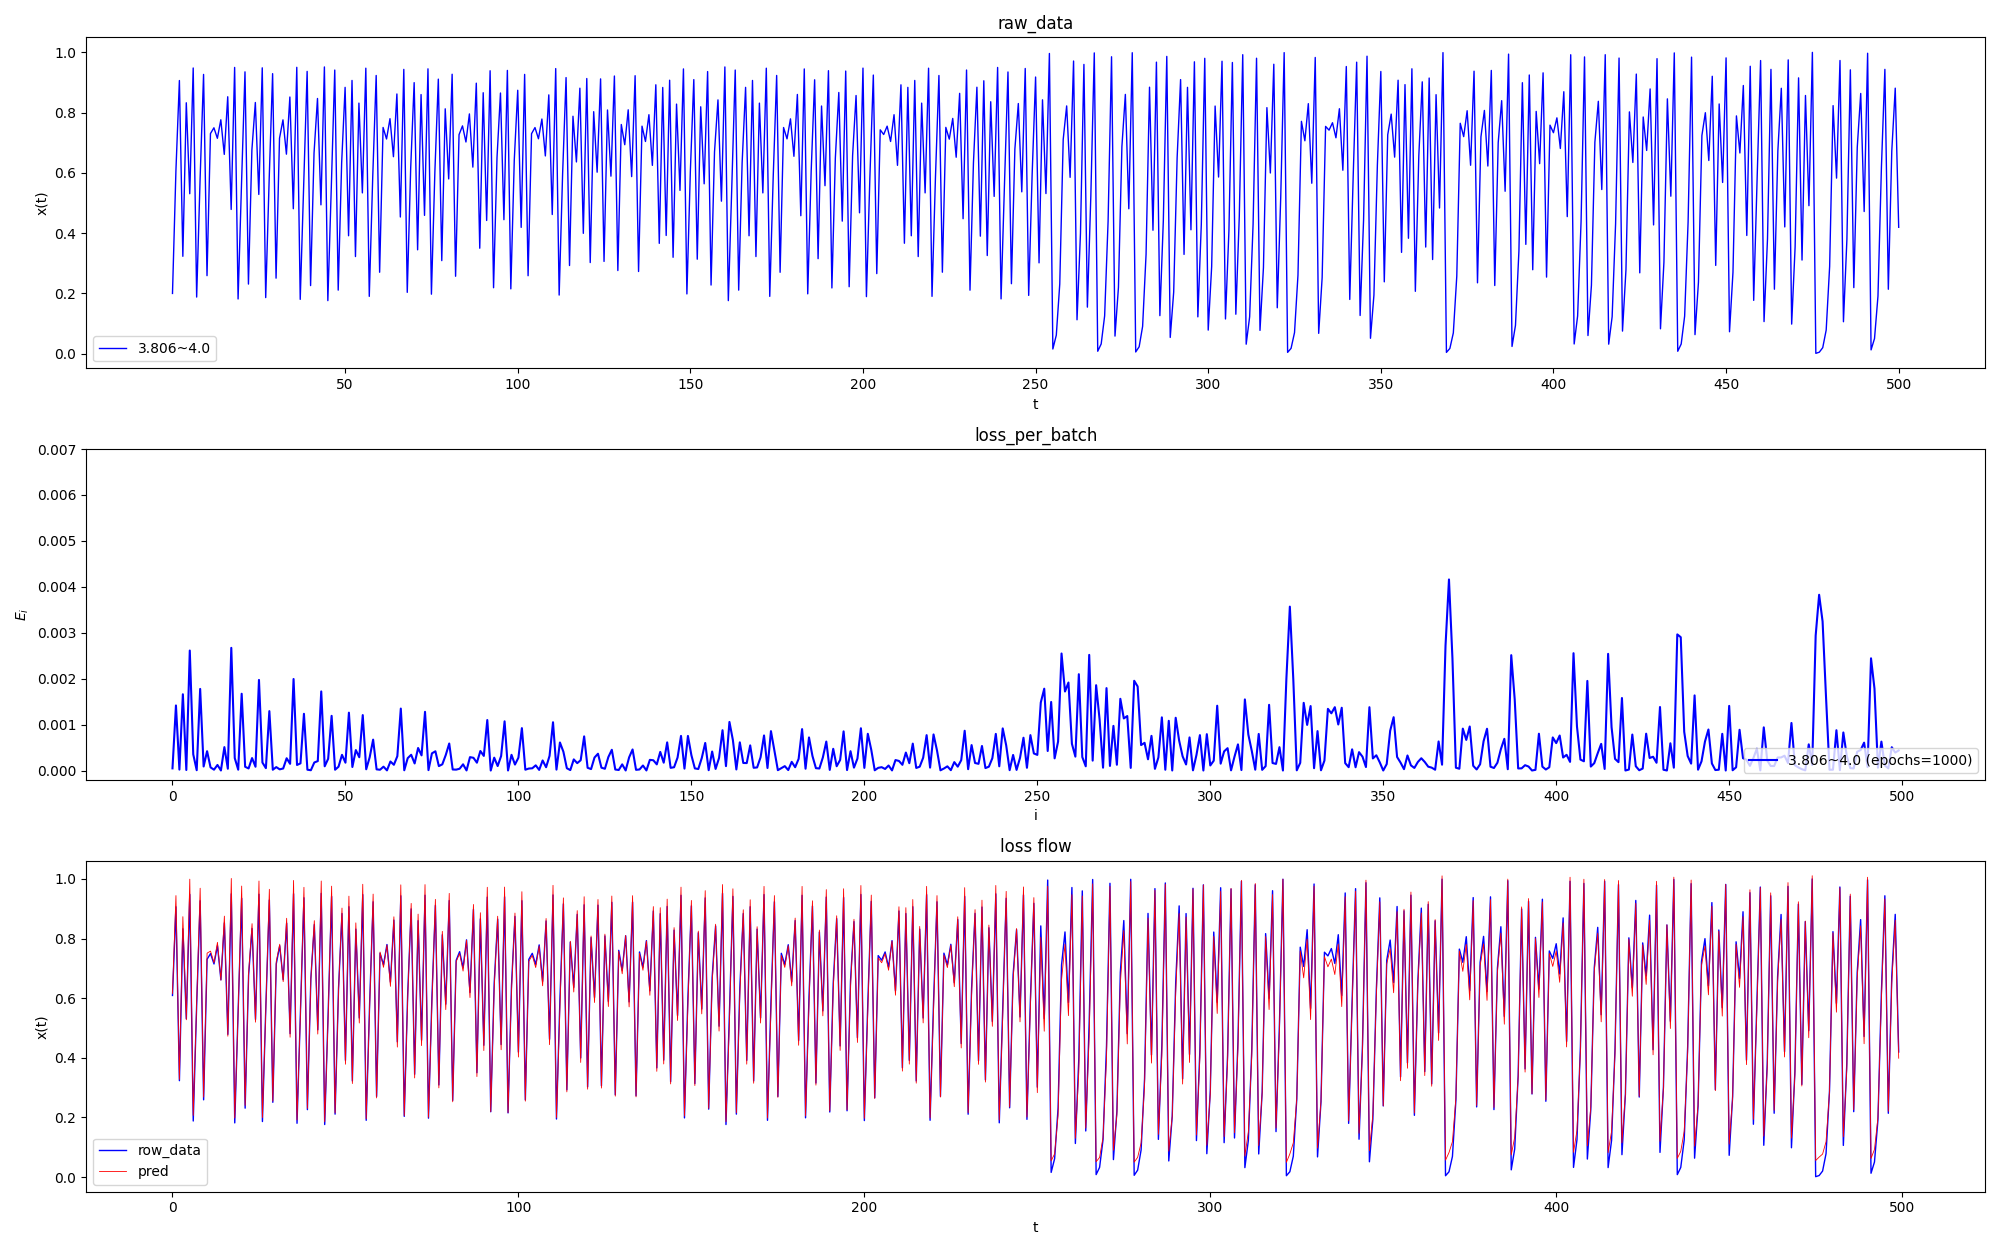 raw_data
1.0
0.8
0.6
0.4
0.2
0.0
x(t)
3.806~4.0
50 100 150 200 250 300 350 400 450 500
t
loss_per_batch
0.007
0.006
0.005
0.004
0.003
0.002
0.001
0.000
E_i
3.806~4.0 (epochs=1000)
0 50 100 150 200 250 300 350 400 450 500
i
loss flow
1.0
0.8
0.6
0.4
0.2
0.0
x(t)
row_data
pred
0 100 200 300 400 500
t